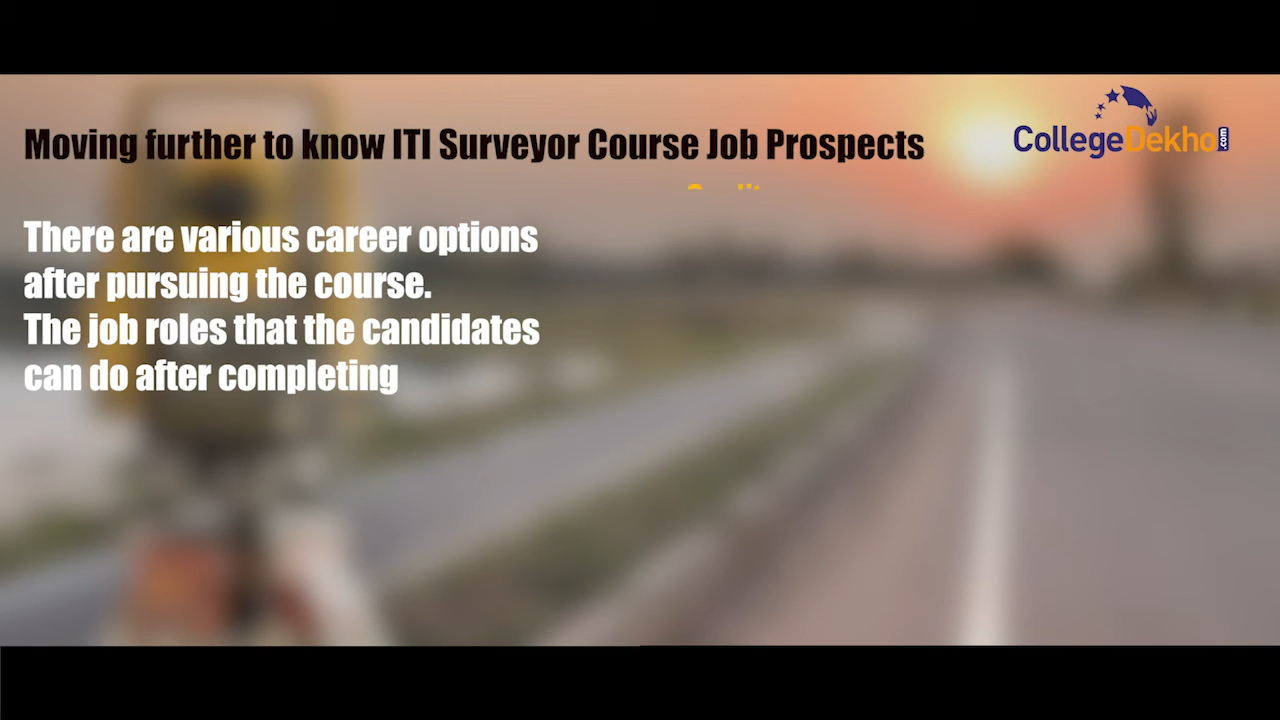 Moving further to know ITI Surveyor Course Job Prospects
CollegeDekho.com
There are various career options
after pursuing the course.
The job roles that the candidates
can do after completing